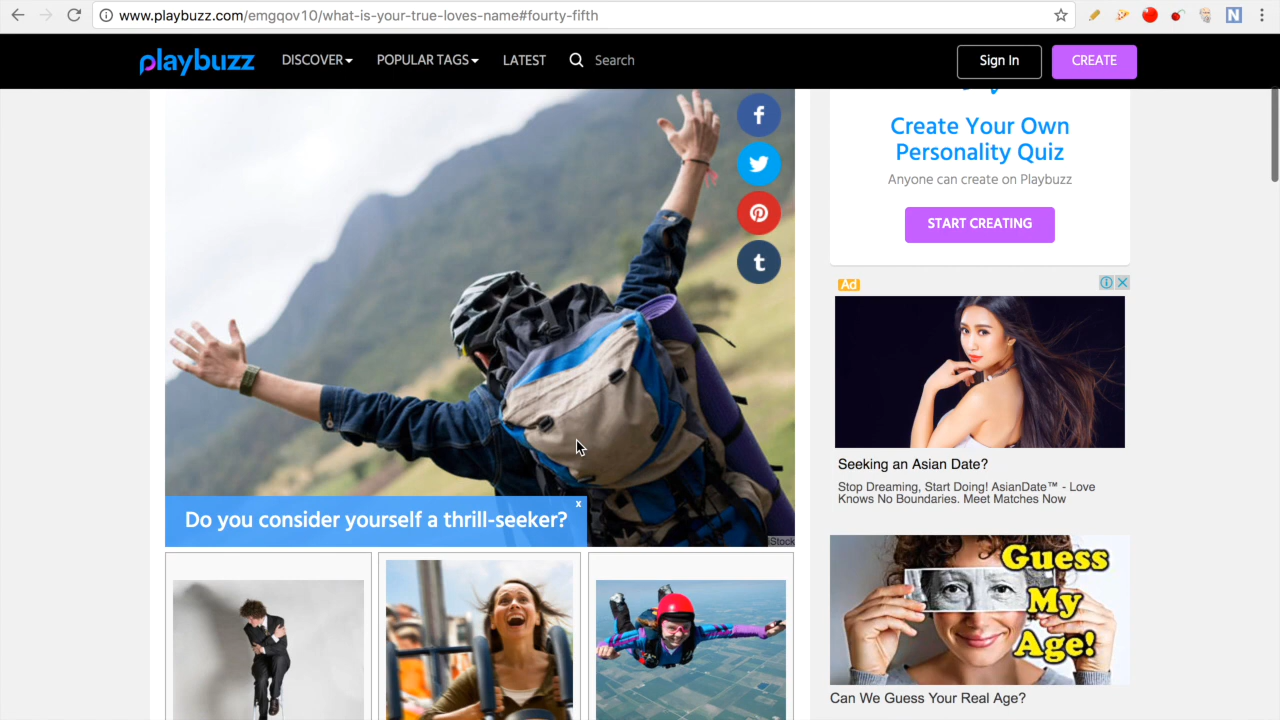 www.playbuzz.com/emgqov10/what-is-your-true-loves-name#fourty-fifth
N
playbuzz
DISCOVER
POPULAR TAGS
LATEST
Search
Sign In
CREATE
f
t
Create Your Own
Personality Quiz
Anyone can create on Playbuzz
START CREATING
Ad
Seeking an Asian Date?
Stop Dreaming, Start Doing! AsianDate™ - Love
Knows No Boundaries. Meet Matches Now
Do you consider yourself a thrill-seeker?
x
iStock
Guess
My
Age!
Can We Guess Your Real Age?